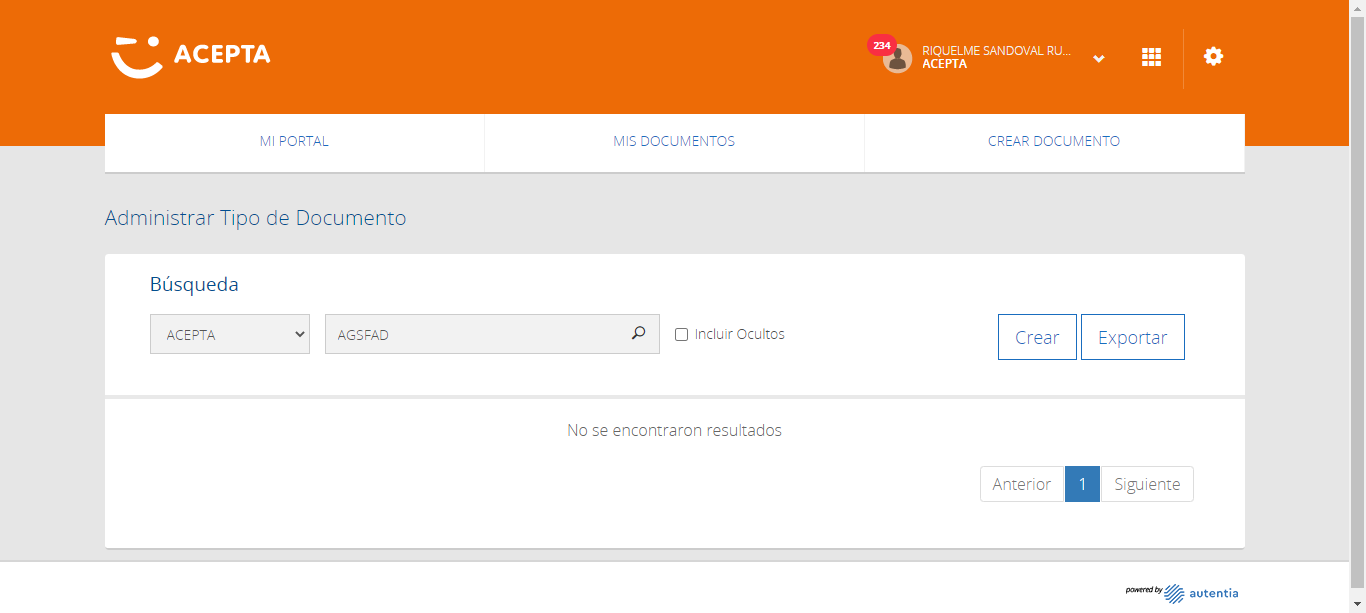 ACEPTA
234
RIQUELME SANDOVAL RU...
ACEPTA
MI PORTAL
MIS DOCUMENTOS
CREAR DOCUMENTO
Administrar Tipo de Documento
Búsqueda
ACEPTA
AGSFAD
Incluir Ocultos
Crear
Exportar
No se encontraron resultados
Anterior
1
Siguiente
powered by autentia